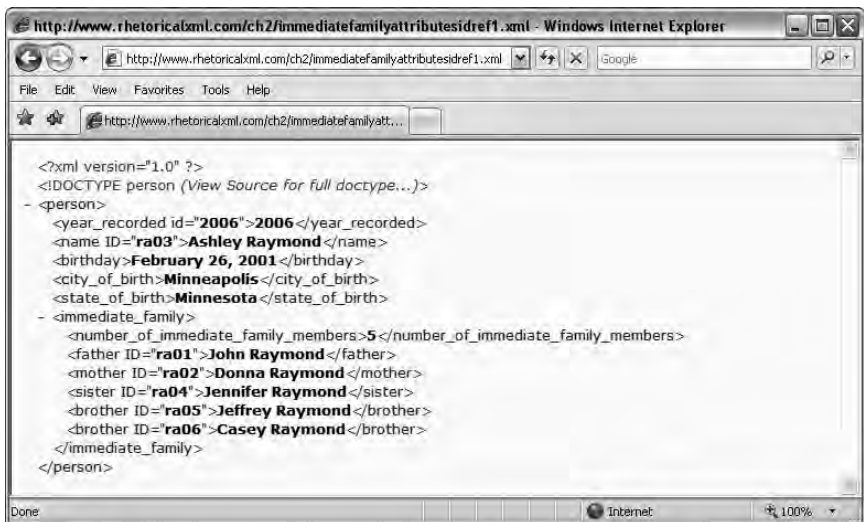 http://www.rhetoricalxml.com/ch2/immediatefamilyattributesidref1.xml - Windows Internet Explorer
http://www.rhetoricalxml.com/ch2/immediatefamilyattributesidref1.xml Google
File Edit View Favorites Tools Help
http://www.rhetoricalxml.com/ch2/immediatefamilyatt...
<?xml version="1.0" ?>
<!DOCTYPE person (View Source for full doctype...)>
- <person>
<year_recorded id="2006">2006</year_recorded>
<name ID="ra03">Ashley Raymond</name>
<birthday>February 26, 2001</birthday>
<city_of_birth>Minneapolis</city_of_birth>
<state_of_birth>Minnesota</state_of_birth>
- <immediate_family>
<number_of_immediate_family_members>5</number_of_immediate_family_members>
<father ID="ra01">John Raymond</father>
<mother ID="ra02">Donna Raymond</mother>
<sister ID="ra04">Jennifer Raymond</sister>
<brother ID="ra05">Jeffrey Raymond</brother>
<brother ID="ra06">Casey Raymond</brother>
</immediate_family>
</person>
Done Internet 100%